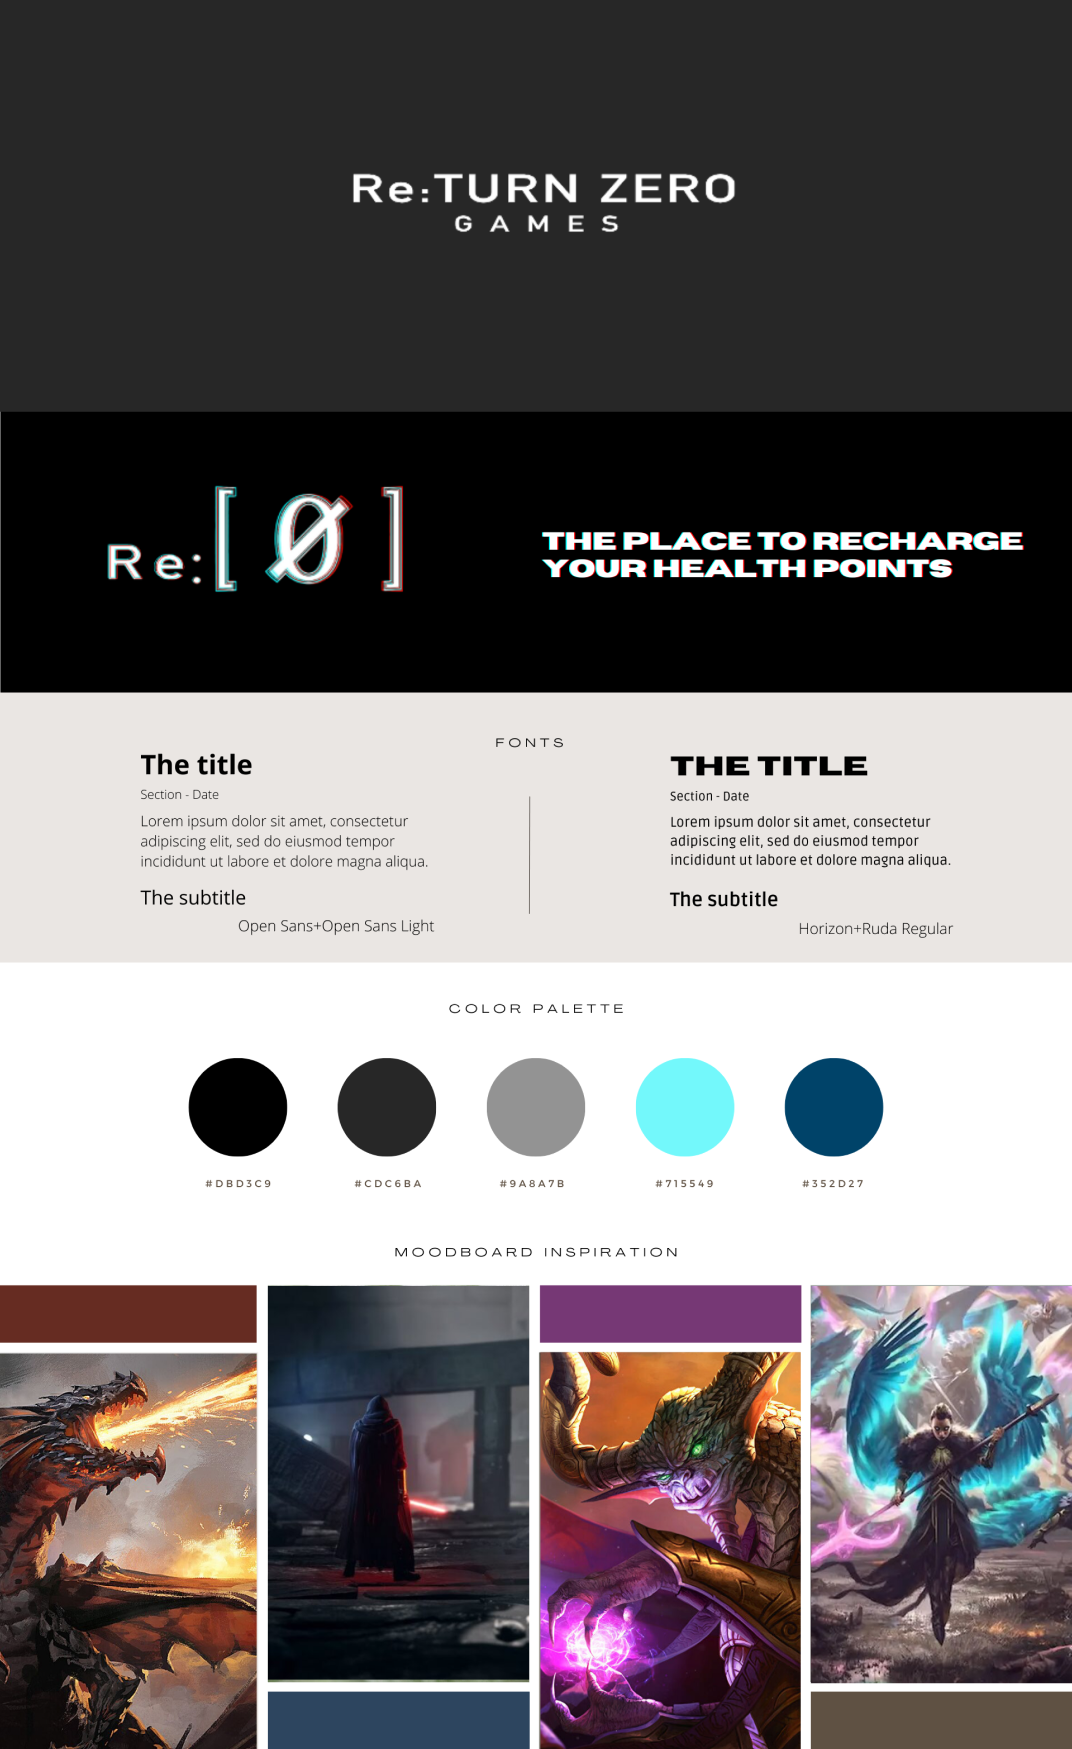 Re:TURN ZERO
GAMES
Re:[ Ø ]
THE PLACE TO RECHARGE
YOUR HEALTH POINTS
FONTS
The title
Section - Date
Lorem ipsum dolor sit amet, consectetur
adipiscing elit, sed do eiusmod tempor
incididunt ut labore et dolore magna aliqua.
The subtitle
Open Sans+Open Sans Light
THE TITLE
Section - Date
Lorem ipsum dolor sit amet, consectetur
adipiscing elit, sed do eiusmod tempor
incididunt ut labore et dolore magna aliqua.
The subtitle
Horizon+Ruda Regular
COLOR PALETTE
#DBD3C9
#CDC6BA
#9A8A7B
#715549
#352D27
MOODBOARD INSPIRATION